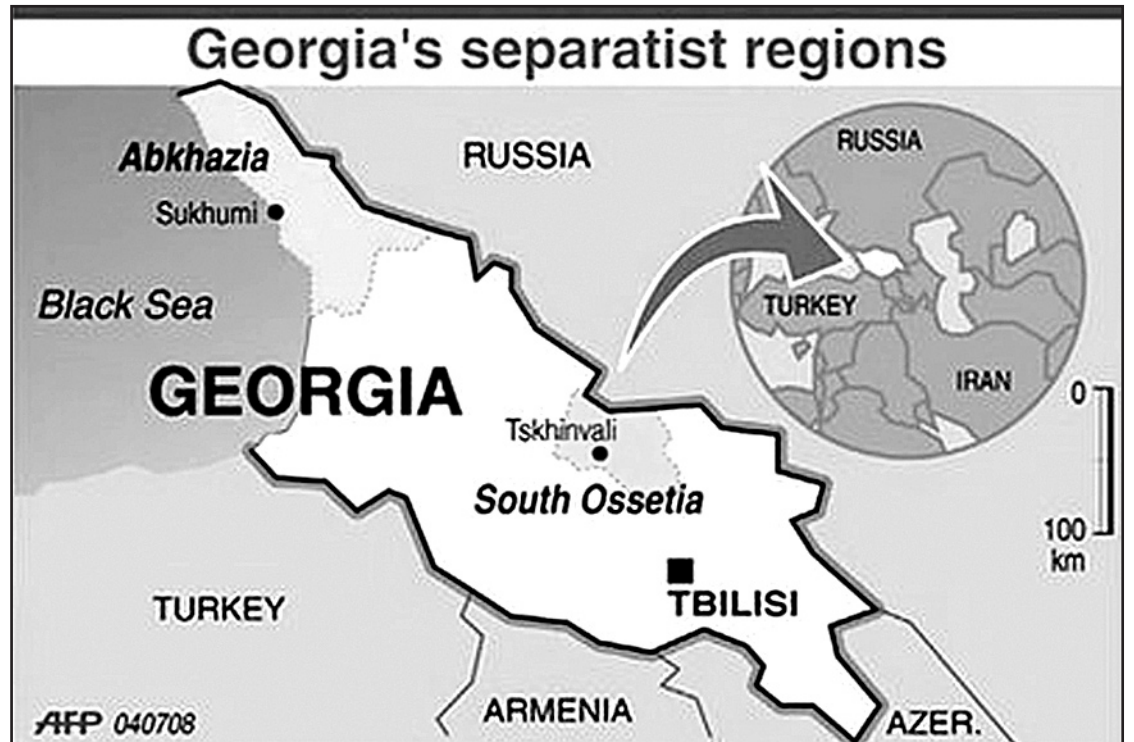 Georgia's separatist regions
Abkhazia
RUSSIA
RUSSIA
Sukhumi
Black Sea
TURKEY
GEORGIA
IRAN
0
Tskhinvali
South Ossetia
100
km
TBILISI
TURKEY
ARMENIA
AZER.
AFP 040708